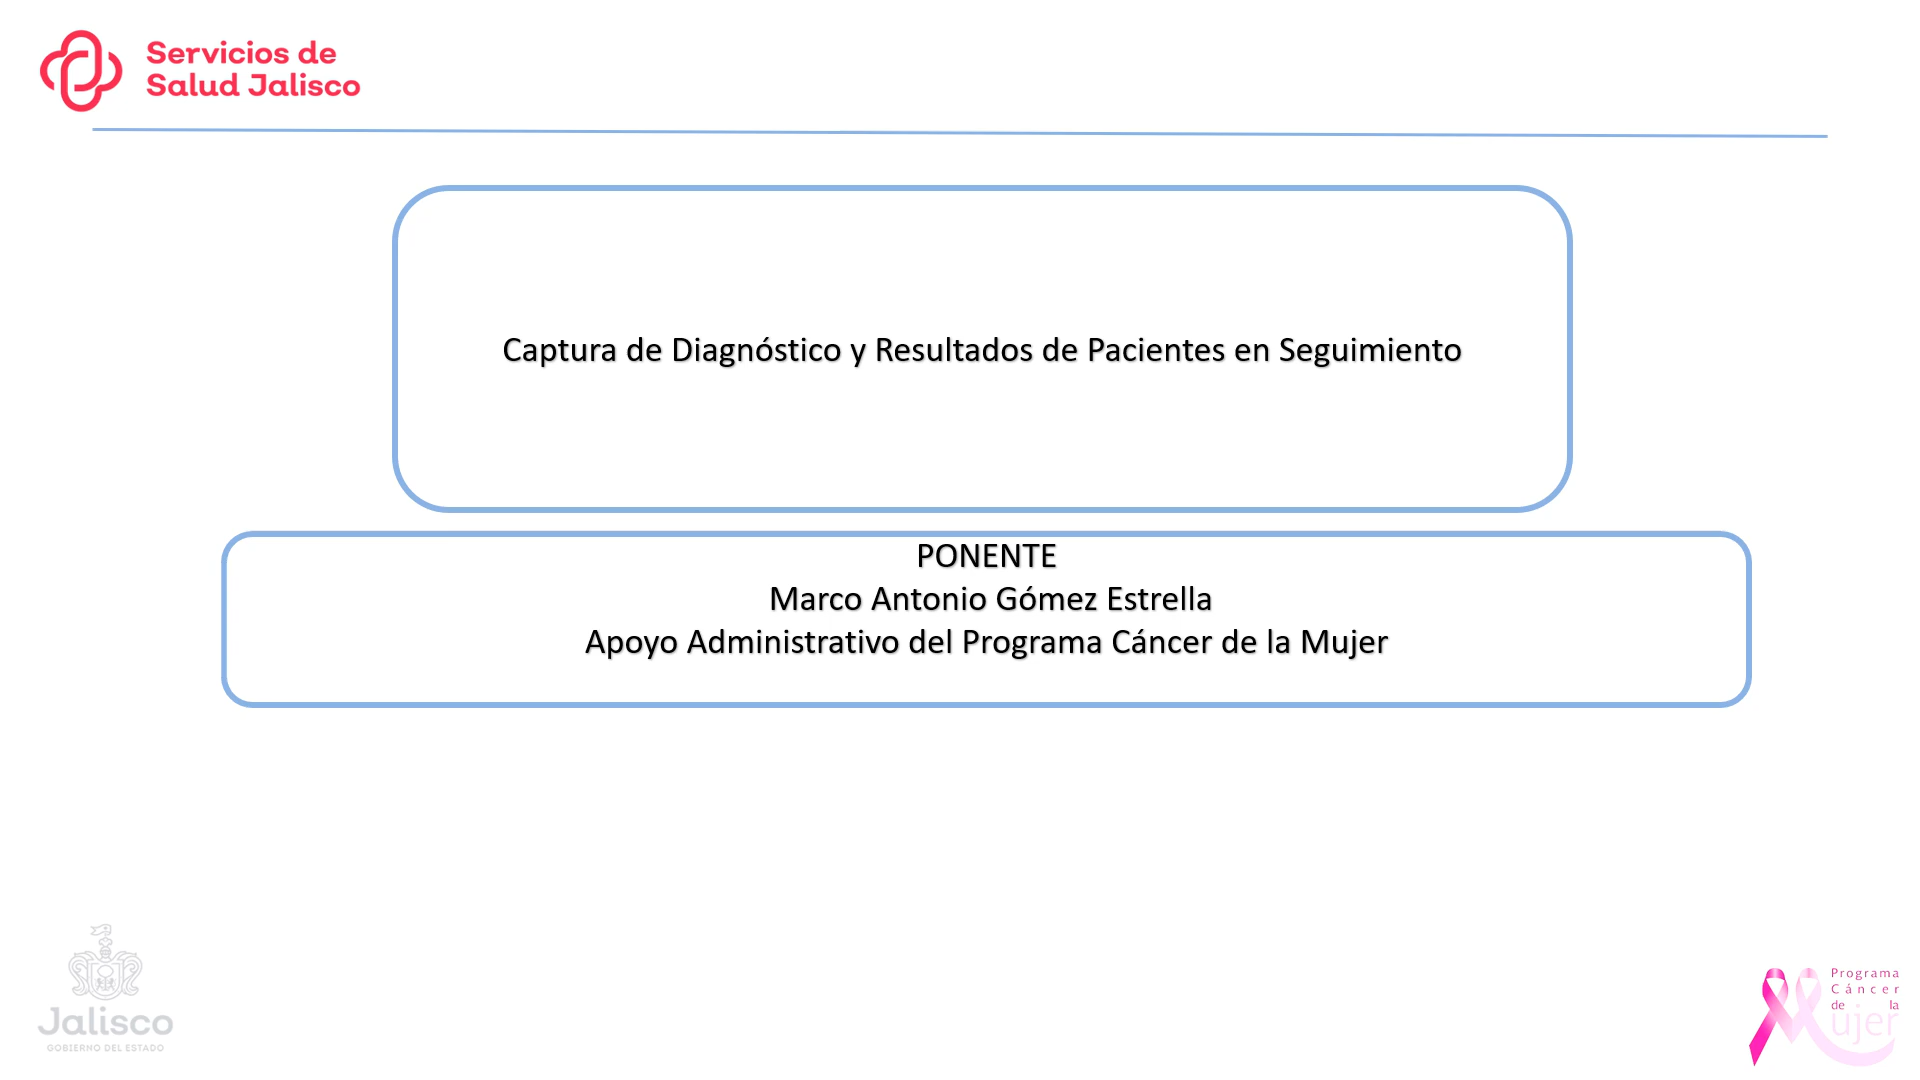 Servicios de
Salud Jalisco
Captura de Diagnóstico y Resultados de Pacientes en Seguimiento
PONENTE
Marco Antonio Gómez Estrella
Apoyo Administrativo del Programa Cáncer de la Mujer
Jalisco
GOBIERNO DEL ESTADO
Programa
Cáncer
de la
Mujer